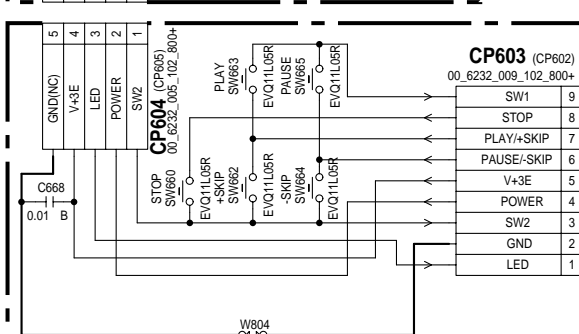 5 4 3 2 1
GND(NC)
V+3E
LED
POWER
SW2
CP604 (CP605)
00_6232_005_102_800+
C668
0.01 B
PLAY
SW663
EVQ11L05R
PAUSE
SW665
EVQ11L05R
STOP
SW660
EVQ11L05R
+SKIP
SW662
EVQ11L05R
-SKIP
SW664
EVQ11L05R
W804
CP603 (CP602)
00_6232_009_102_800+
SW1 9
STOP 8
PLAY/+SKIP 7
PAUSE/-SKIP 6
V+3E 5
POWER 4
SW2 3
GND 2
LED 1